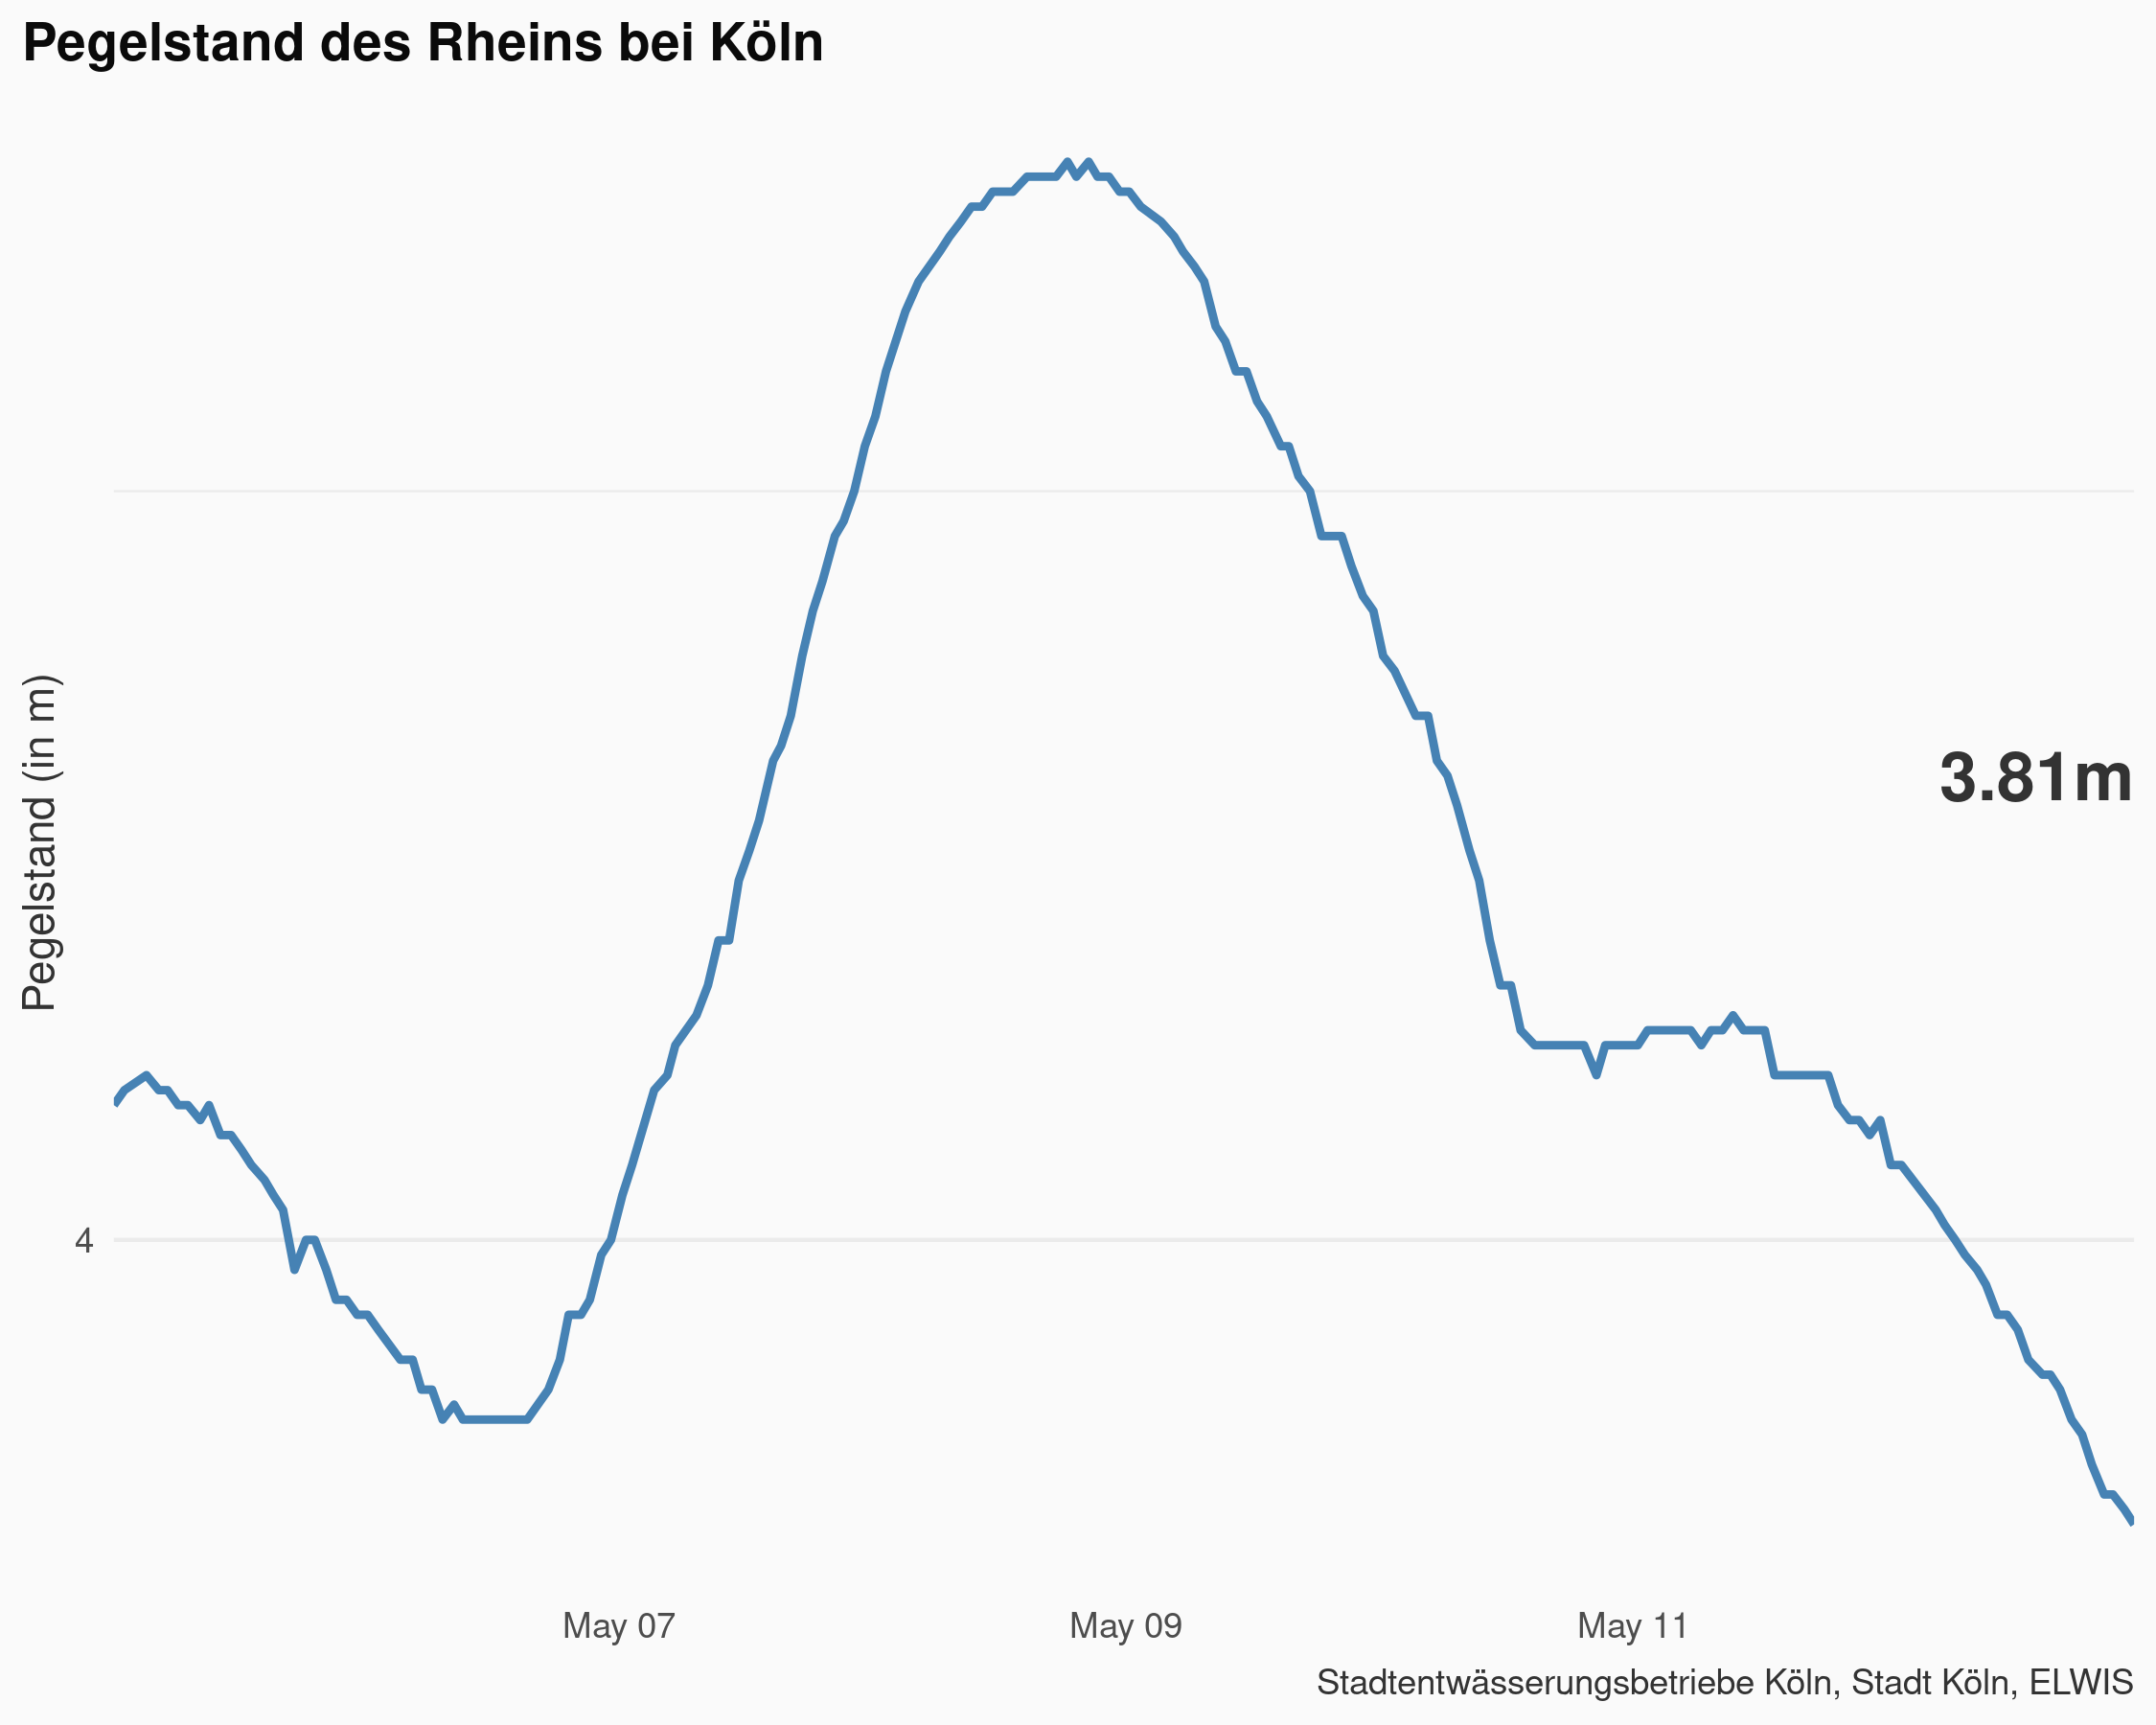 Pegelstand des Rheins bei Köln
Pegelstand (in m)
3.81m
4
May 07
May 09
May 11
Stadtentwässerungsbetriebe Köln, Stadt Köln, ELWIS